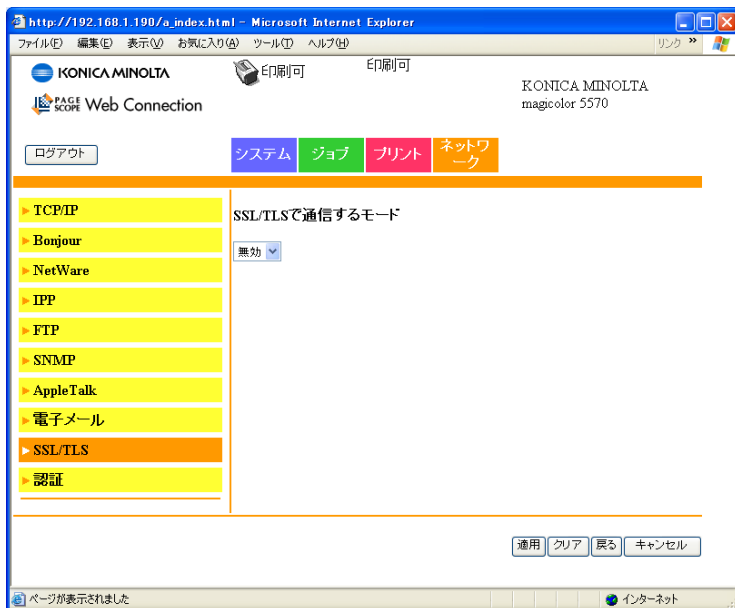 http://192.168.1.190/a_index.html - Microsoft Internet Explorer
ファイル(F) 編集(E) 表示(V) お気に入り(A) ツール(T) ヘルプ(H) リンク »
KONICA MINOLTA
印刷可
印刷可
KONICA MINOLTA
magicolor 5570
PAGE SCOPE Web Connection
ログアウト
システム
ジョブ
プリント
ネットワ
ーク
TCP/IP
Bonjour
NetWare
IPP
FTP
SNMP
AppleTalk
電子メール
SSL/TLS
認証
SSL/TLSで通信するモード
無効
適用 クリア 戻る キャンセル
ページが表示されました
インターネット